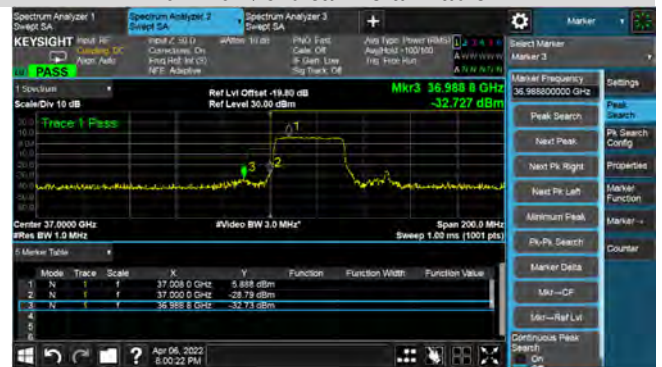 Spectrum Analyzer 1
Swept SA
Spectrum Analyzer 2
Swept SA
Spectrum Analyzer 3
Swept SA
+
Marker
KEYSIGHT
Input: RF
Coupling: DC
Align: Auto
Input Z: 50 Ω
Corrections: On
Freq Ref: Int (S)
NFE: Adaptive
#Atten: 10 dB
PNO: Fast
Gate: Off
IF Gain: Low
Sig Track: Off
Avg Type: Power (RMS)
Avg|Hold: >100/100
Trig: Free Run
PASS
Select Marker
Marker 3
1 Spectrum
Scale/Div 10 dB
Ref Lvl Offset -19.80 dB
Ref Level 30.00 dBm
Mkr3 36.988 8 GHz
-32.727 dBm
Trace 1 Pass
1
2
3
Center 37.0000 GHz
#Res BW 1.0 MHz
#Video BW 3.0 MHz*
Span 200.0 MHz
Sweep 1.00 ms (1001 pts)
5 Marker Table
Mode Trace Scale X Y Function Function Width Function Value
1 N 1 f 37.008 0 GHz 5.888 dBm
2 N 1 f 37.000 0 GHz -28.79 dBm
3 N 1 f 36.988 8 GHz -32.73 dBm
4
5
6
Apr 06, 2022
8:00:22 PM
Marker Frequency
36.988800000 GHz
Peak Search
Next Peak
Next Pk Right
Next Pk Left
Minimum Peak
Pk-Pk Search
Marker Delta
Mkr→CF
Mkr→Ref Lvl
Continuous Peak
Search
On
Settings
Peak
Search
Pk Search
Config
Properties
Marker
Function
Marker→
Counter